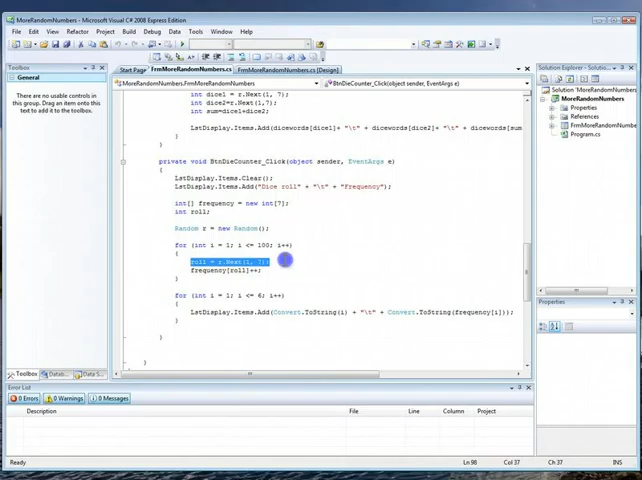 MoreRandomNumbers - Microsoft Visual C# 2008 Express Edition
File Edit View Refactor Project Build Debug Data Tools Window Help
Toolbox
General
There are no usable controls in
this group. Drag an item onto this
text to add it to the toolbox.
Start Page FrmMoreRandomNumbers.cs FrmMoreRandomNumbers.cs [Design]
MoreRandomNumbers.FrmMoreRandomNumbers BtnDieCounter_Click(object sender, EventArgs e)
int dice1 = r.Next(1, 7);
int dice2=r.Next(1,7);
int sum=dice1+dice2;
LstDisplay.Items.Add(dicewords[dice1]+ "\t" + dicewords[dice2]+ "\t" + dicewords[sum
}
}
private void BtnDieCounter_Click(object sender, EventArgs e)
{
LstDisplay.Items.Clear();
LstDisplay.Items.Add("Dice roll" + "\t" + "Frequency");
int[] frequency = new int[7];
int roll;
Random r = new Random();
for (int i = 1; i <= 100; i++)
{
roll = r.Next(1, 7);
frequency[roll]++;
}
for (int i = 1; i <= 6; i++)
{
LstDisplay.Items.Add(Convert.ToString(i) + "\t" + Convert.ToString(frequency[i]));
}
}
}
Toolbox Datab... Data S...
Solution Explorer - MoreRandom
Solution 'MoreRandomNumbers'
MoreRandomNumbers
Properties
References
FrmMoreRandomNumbers
Program.cs
Properties
Error List
0 Errors 0 Warnings 0 Messages
Description File Line Column Project
Ready Ln 98 Col 37 Ch 37 INS